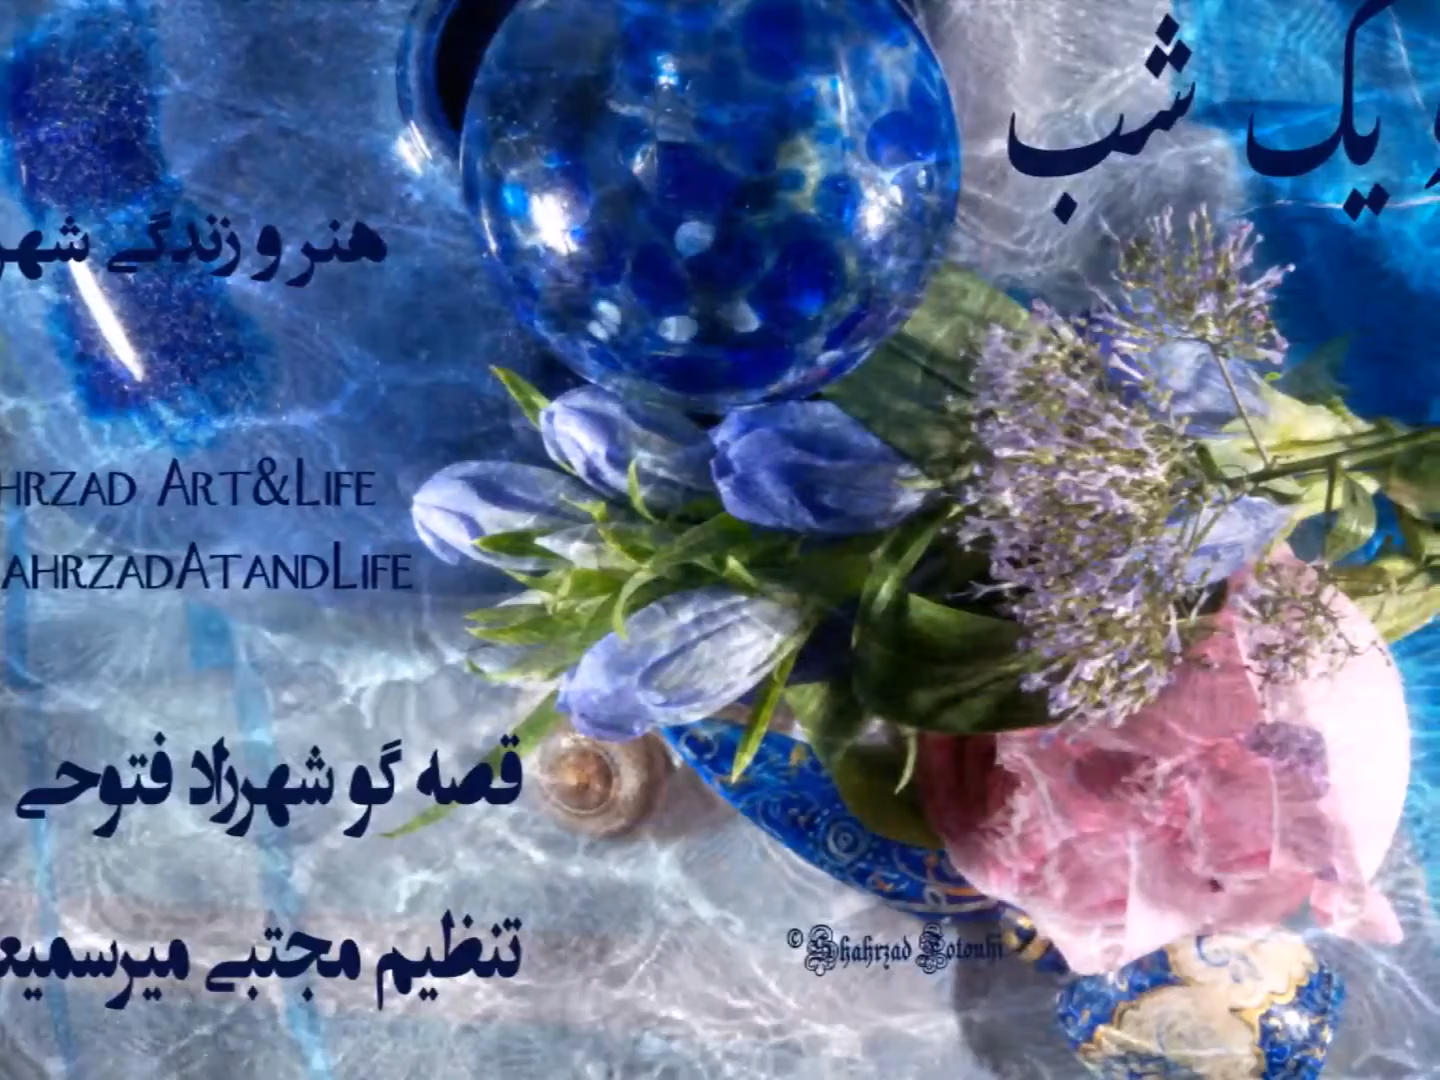 یک شب
هنر و زندگی شهر
HRZAD ART&LIFE
AHRZADATANDLIFE
قصه گو شهرزاد فتوحی
تنظیم مجتبی میرسمیع
© Shahrzad Fotouhi